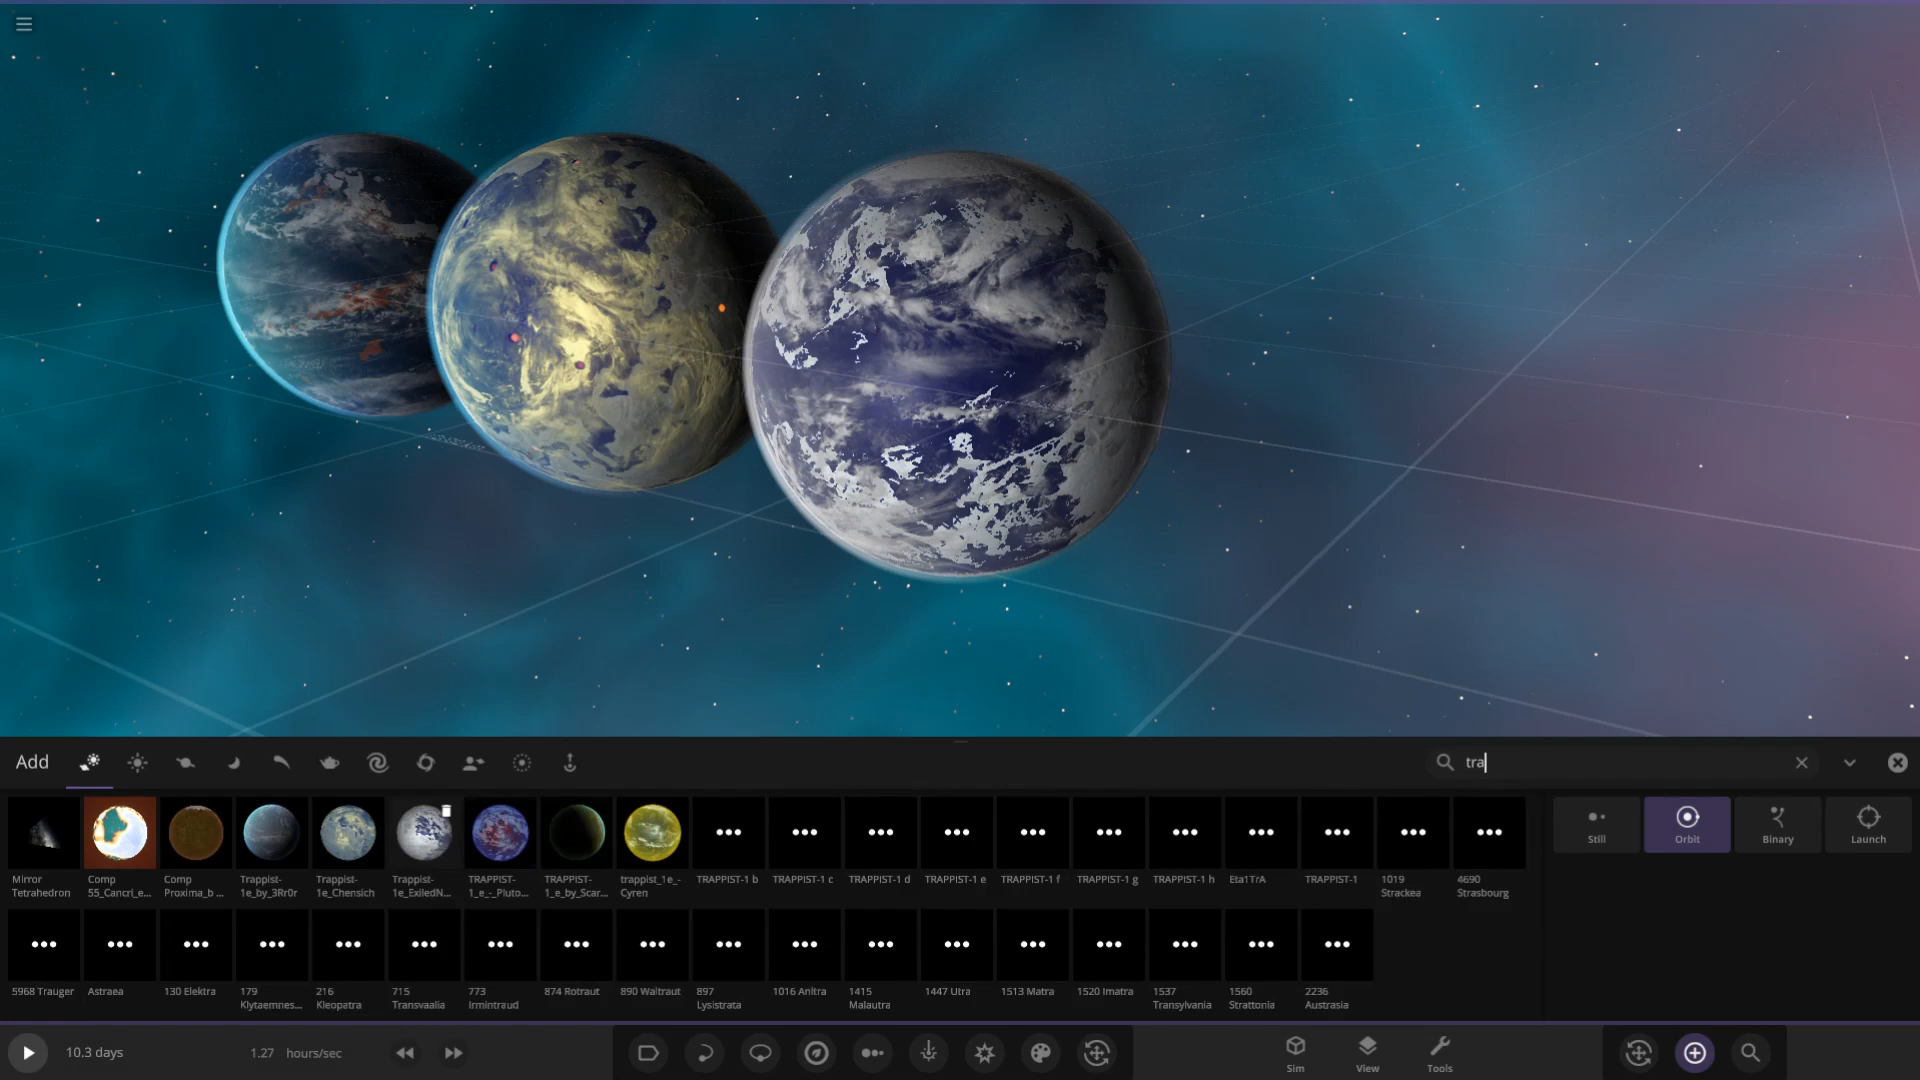 Add
tra
Mirror
Tetrahedron
Comp
55_Cancri_e...
Comp
Proxima_b ...
Trappist-
1e_by_3Rr0r
Trappist-
1e_Chensich
Trappist-
1e_ExiledN...
TRAPPIST-
1_e_-_Pluto...
TRAPPIST-
1_e_by_Scar...
trappist_1e_-
Cyren
TRAPPIST-1 b
TRAPPIST-1 c
TRAPPIST-1 d
TRAPPIST-1 e
TRAPPIST-1 f
TRAPPIST-1 g
TRAPPIST-1 h
Eta1TrA
TRAPPIST-1
1019
Strackea
4690
Strasbourg
Still
Orbit
Binary
Launch
5968 Trauger
Astraea
130 Elektra
179
Klytaemnes...
216
Kleopatra
715
Transvaalia
773
Irmintraud
874 Rotraut
890 Waltraut
897
Lysistrata
1016 Anitra
1415
Malautra
1447 Utra
1513 Matra
1520 Imatra
1537
Transylvania
1560
Strattonia
2236
Austrasia
10.3 days
1.27 hours/sec
Sim
View
Tools